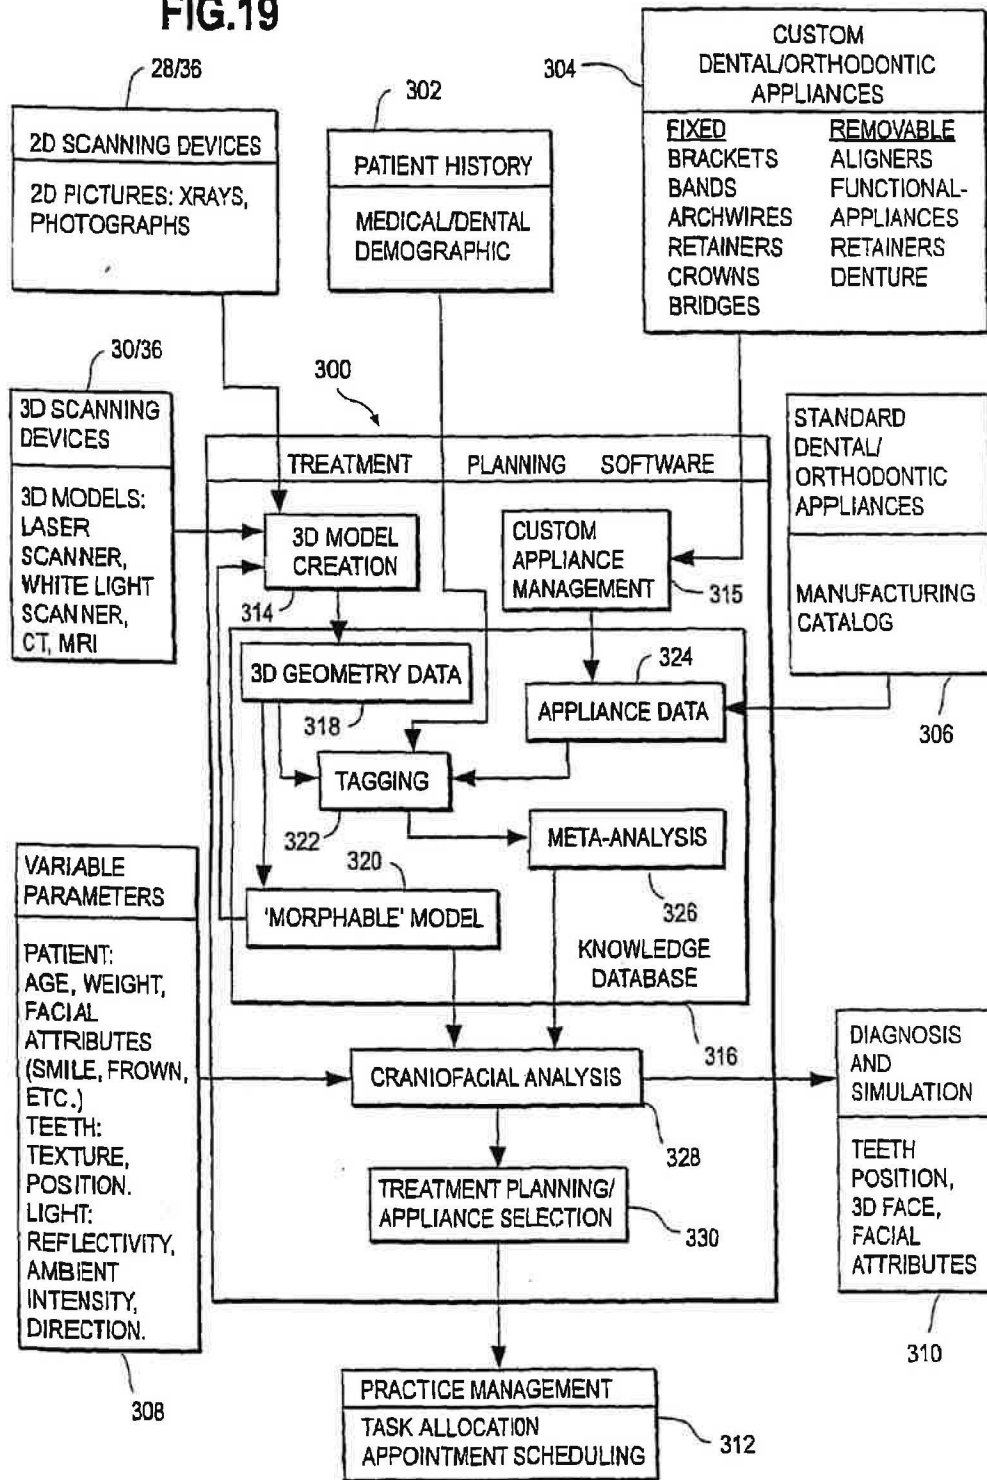 FIG.19
28/36
2D SCANNING DEVICES
2D PICTURES: XRAYS,
PHOTOGRAPHS
302
PATIENT HISTORY
MEDICAL/DENTAL
DEMOGRAPHIC
304
CUSTOM
DENTAL/ORTHODONTIC
APPLIANCES
FIXED
BRACKETS
BANDS
ARCHWIRES
RETAINERS
CROWNS
BRIDGES
REMOVABLE
ALIGNERS
FUNCTIONAL-
APPLIANCES
RETAINERS
DENTURE
30/36
3D SCANNING
DEVICES
3D MODELS:
LASER
SCANNER,
WHITE LIGHT
SCANNER,
CT, MRI
300
TREATMENT PLANNING SOFTWARE
3D MODEL
CREATION
314
CUSTOM
APPLIANCE
MANAGEMENT
315
STANDARD
DENTAL/
ORTHODONTIC
APPLIANCES
MANUFACTURING
CATALOG
306
3D GEOMETRY DATA
318
324
APPLIANCE DATA
TAGGING
322
META-ANALYSIS
326
320
'MORPHABLE' MODEL
KNOWLEDGE
DATABASE
316
VARIABLE
PARAMETERS
PATIENT:
AGE, WEIGHT,
FACIAL
ATTRIBUTES
(SMILE, FROWN,
ETC.)
TEETH:
TEXTURE,
POSITION.
LIGHT:
REFLECTIVITY,
AMBIENT
INTENSITY,
DIRECTION.
308
CRANIOFACIAL ANALYSIS
328
TREATMENT PLANNING/
APPLIANCE SELECTION
330
DIAGNOSIS
AND
SIMULATION
TEETH
POSITION,
3D FACE,
FACIAL
ATTRIBUTES
310
PRACTICE MANAGEMENT
TASK ALLOCATION
APPOINTMENT SCHEDULING
312